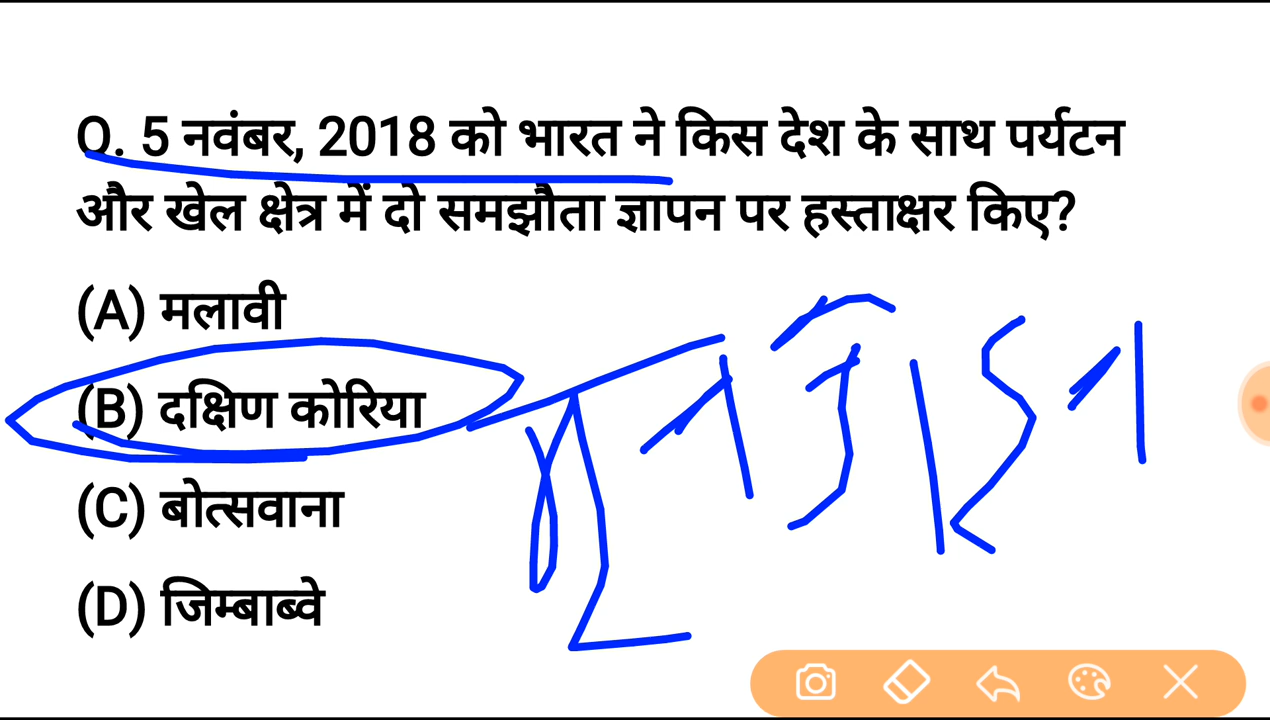 Q. 5 नवंबर, 2018 को भारत ने किस देश के साथ पर्यटन
और खेल क्षेत्र में दो समझौता ज्ञापन पर हस्ताक्षर किए?
(A) मलावी
(B) दक्षिण कोरिया
(C) बोत्सवाना
(D) जिम्बाब्वे